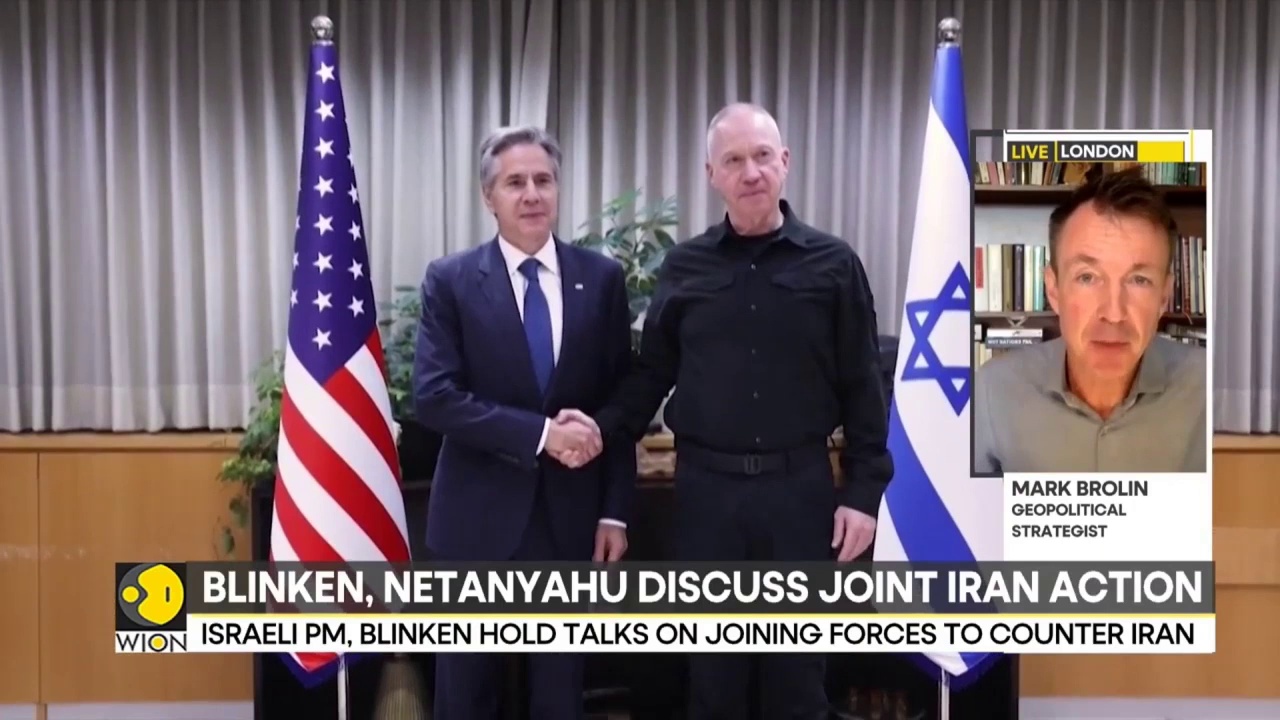 LIVE LONDON
MARK BROLIN
GEOPOLITICAL
STRATEGIST
BLINKEN, NETANYAHU DISCUSS JOINT IRAN ACTION
WION
ISRAELI PM, BLINKEN HOLD TALKS ON JOINING FORCES TO COUNTER IRAN